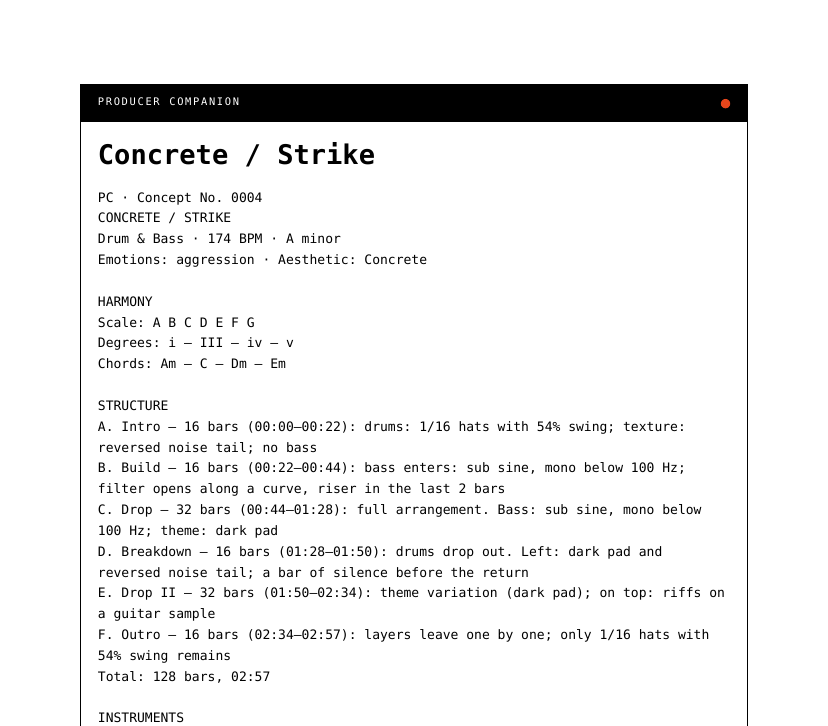 PRODUCER COMPANION
Concrete / Strike
PC · Concept No. 0004
CONCRETE / STRIKE
Drum & Bass · 174 BPM · A minor
Emotions: aggression · Aesthetic: Concrete
HARMONY
Scale: A B C D E F G
Degrees: i — III — iv — v
Chords: Am — C — Dm — Em
STRUCTURE
A. Intro — 16 bars (00:00–00:22): drums: 1/16 hats with 54% swing; texture:
reversed noise tail; no bass
B. Build — 16 bars (00:22–00:44): bass enters: sub sine, mono below 100 Hz;
filter opens along a curve, riser in the last 2 bars
C. Drop — 32 bars (00:44–01:28): full arrangement. Bass: sub sine, mono below
100 Hz; theme: dark pad
D. Breakdown — 16 bars (01:28–01:50): drums drop out. Left: dark pad and
reversed noise tail; a bar of silence before the return
E. Drop II — 32 bars (01:50–02:34): theme variation (dark pad); on top: riffs on
a guitar sample
F. Outro — 16 bars (02:34–02:57): layers leave one by one; only 1/16 hats with
54% swing remains
Total: 128 bars, 02:57
INSTRUMENTS